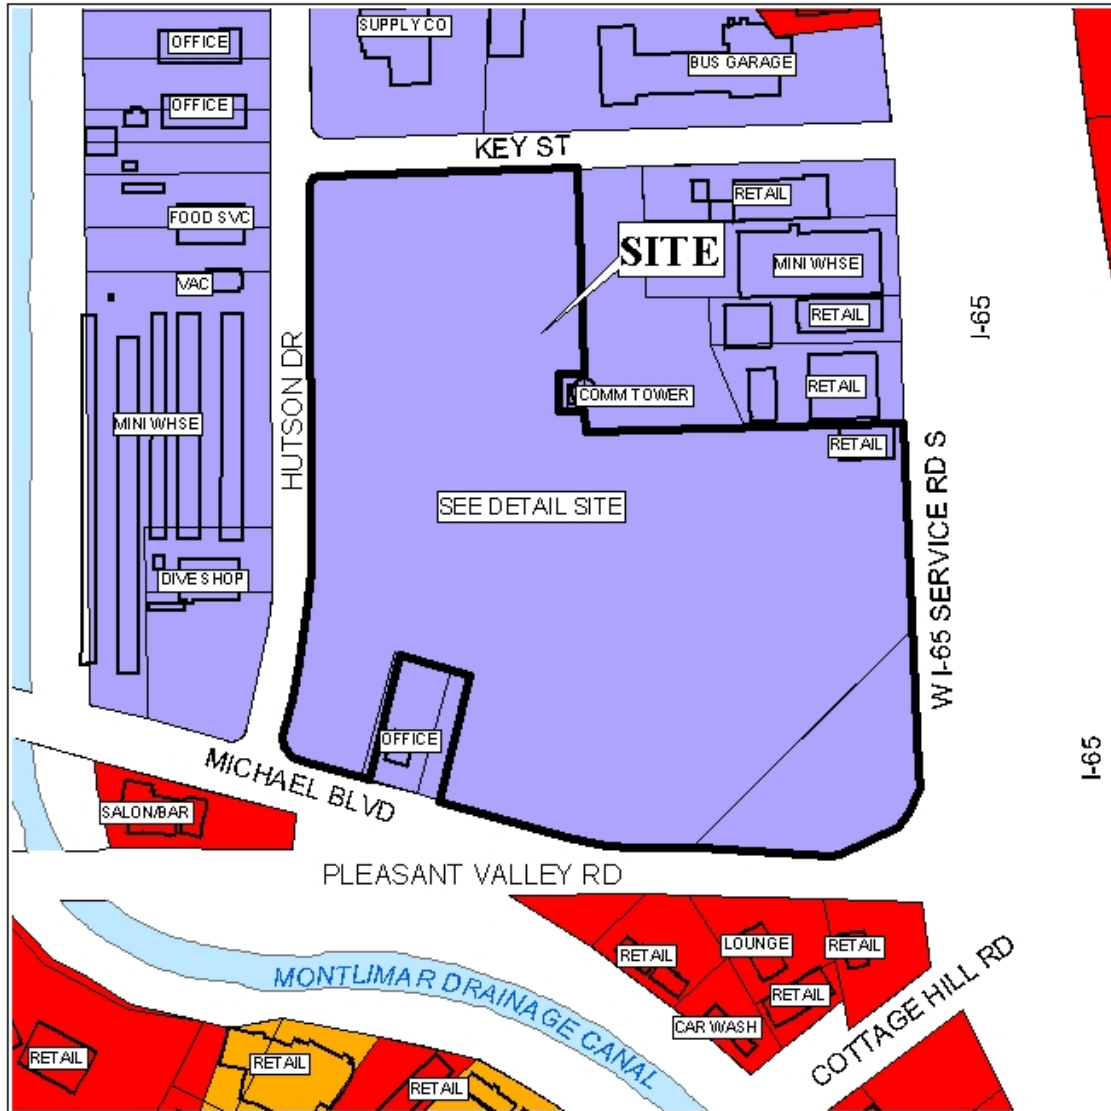 SUPPLY CO
OFFICE
BUS GARAGE
OFFICE
KEY ST
RETAIL
FOOD SVC
SITE
MINI WHSE
VAC
I-65
RETAIL
HUTSON DR
RETAIL
COMM TOWER
MINI WHSE
RETAIL
SEE DETAIL SITE
W I-65 SERVICE RD S
DIVE SHOP
OFFICE
I-65
MICHAEL BLVD
SALON/BAR
PLEASANT VALLEY RD
RETAIL
LOUNGE
RETAIL
MONTLIMAR DRAINAGE CANAL
RETAIL
CAR WASH
COTTAGE HILL RD
RETAIL
RETAIL
RETAIL